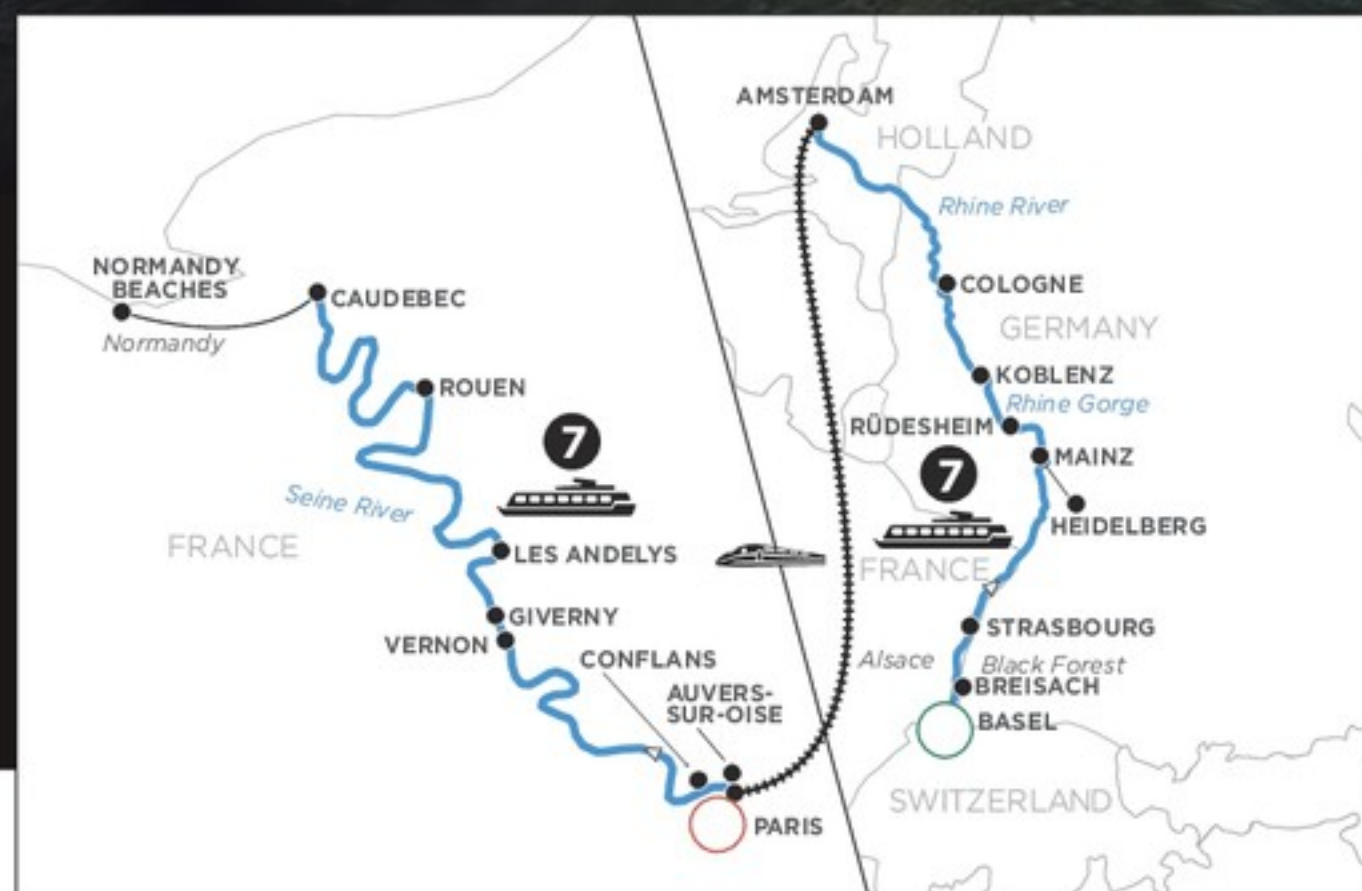 AMSTERDAM
HOLLAND
Rhine River
NORMANDY
BEACHES
Normandy
CAUDEBEC
COLOGNE
GERMANY
ROUEN
KOBLENZ
Rhine Gorge
RÜDESHEIM
MAINZ
7
7
HEIDELBERG
Seine River
FRANCE
LES ANDELYS
FRANCE
GIVERNY
VERNON
STRASBOURG
CONFLANS
Alsace
Black Forest
AUVERS-
SUR-OISE
BREISACH
BASEL
SWITZERLAND
PARIS